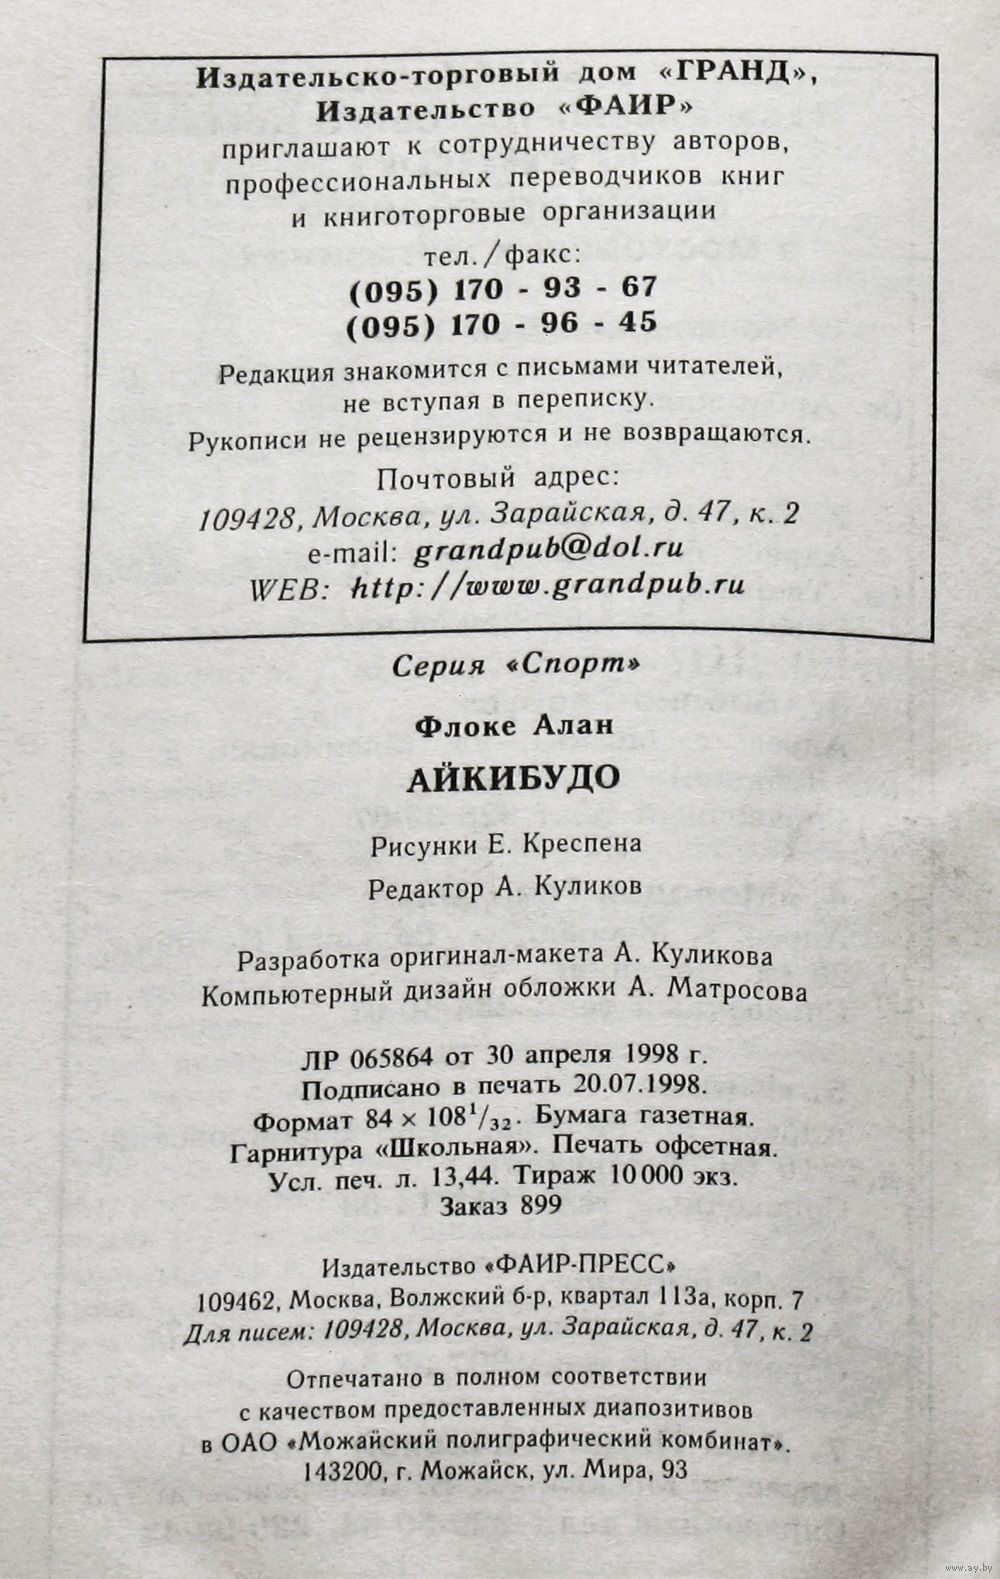 Издательско-торговый дом «ГРАНД»,
Издательство «ФАИР»
приглашают к сотрудничеству авторов,
профессиональных переводчиков книг
и книготорговые организации
тел./факс:
(095) 170 - 93 - 67
(095) 170 - 96 - 45
Редакция знакомится с письмами читателей,
не вступая в переписку.
Рукописи не рецензируются и не возвращаются.
Почтовый адрес:
109428, Москва, ул. Зарайская, д. 47, к. 2
e-mail: grandpub@dol.ru
WEB: http://www.grandpub.ru
Серия «Спорт»
Флоке Алан
АЙКИБУДО
Рисунки Е. Креспена
Редактор А. Куликов
Разработка оригинал-макета А. Куликова
Компьютерный дизайн обложки А. Матросова
ЛР 065864 от 30 апреля 1998 г.
Подписано в печать 20.07.1998.
Формат 84 × 108¹/₃₂. Бумага газетная.
Гарнитура «Школьная». Печать офсетная.
Усл. печ. л. 13,44. Тираж 10 000 экз.
Заказ 899
Издательство «ФАИР-ПРЕСС»
109462, Москва, Волжский б-р, квартал 113а, корп. 7
Для писем: 109428, Москва, ул. Зарайская, д. 47, к. 2
Отпечатано в полном соответствии
с качеством предоставленных диапозитивов
в ОАО «Можайский полиграфический комбинат».
143200, г. Можайск, ул. Мира, 93
www.ay.by